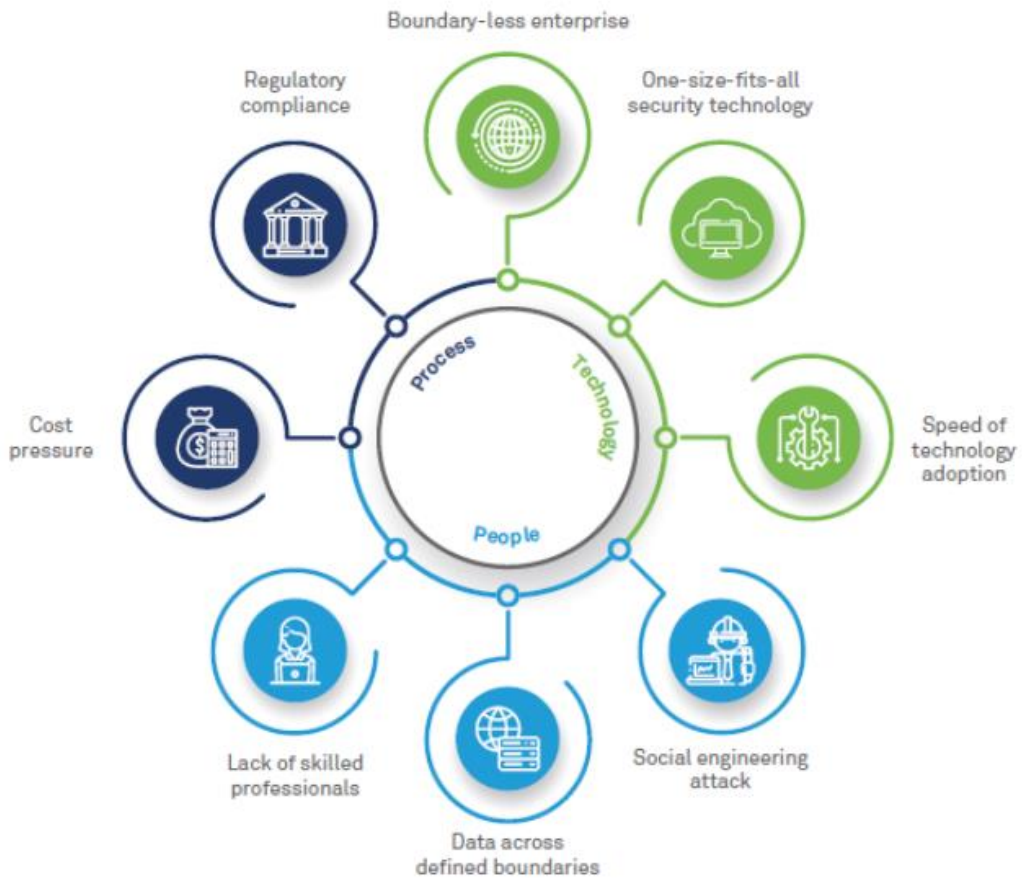 Boundary-less enterprise
Regulatory
compliance
One-size-fits-all
security technology
Process
Technology
Cost
pressure
Speed of
technology
adoption
People
Lack of skilled
professionals
Social engineering
attack
Data across
defined boundaries